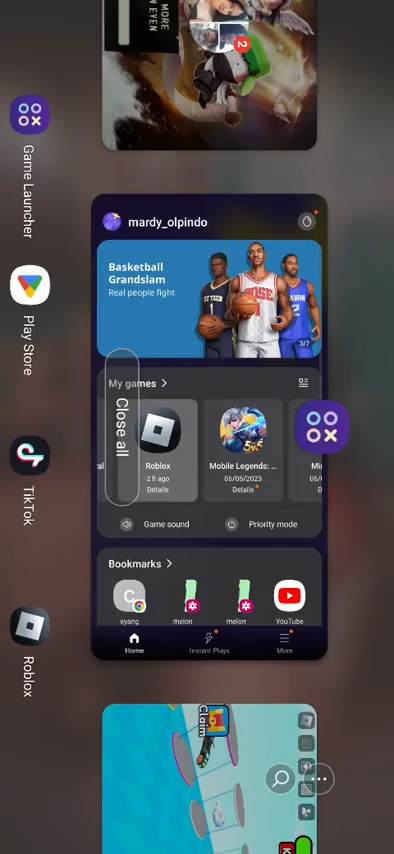 MORE
N EVEN
2
Game Launcher
Play Store
TikTok
Roblox
mardy_olpindo
Basketball
Grandslam
Real people fight
3/7
My games
Close all
Roblox
2 h ago
Details
Mobile Legends: ...
06/05/2023
Details
Game sound
Priority mode
Bookmarks
C
eyang
melon
melon
YouTube
Home
Instant Plays
More
Claim